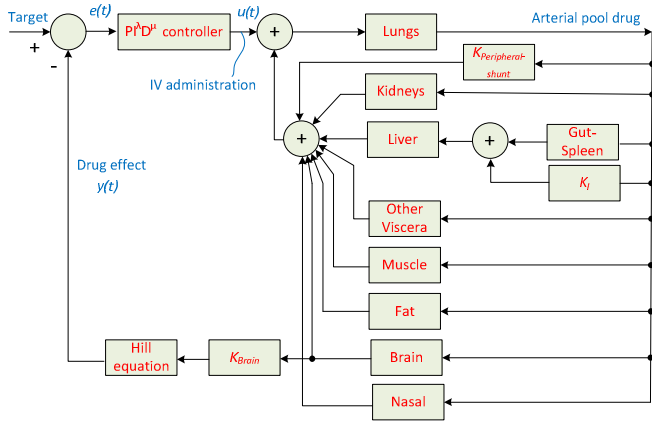 Target
e(t)
PI^λD^μ controller
u(t)
+
Lungs
Arterial pool drug
+
-
IV administration
K_Peripheral-
shunt
Kidneys
+
Liver
+
Gut-
Spleen
K_I
Drug effect
y(t)
Other
Viscera
Muscle
Fat
Hill
equation
K_Brain
Brain
Nasal